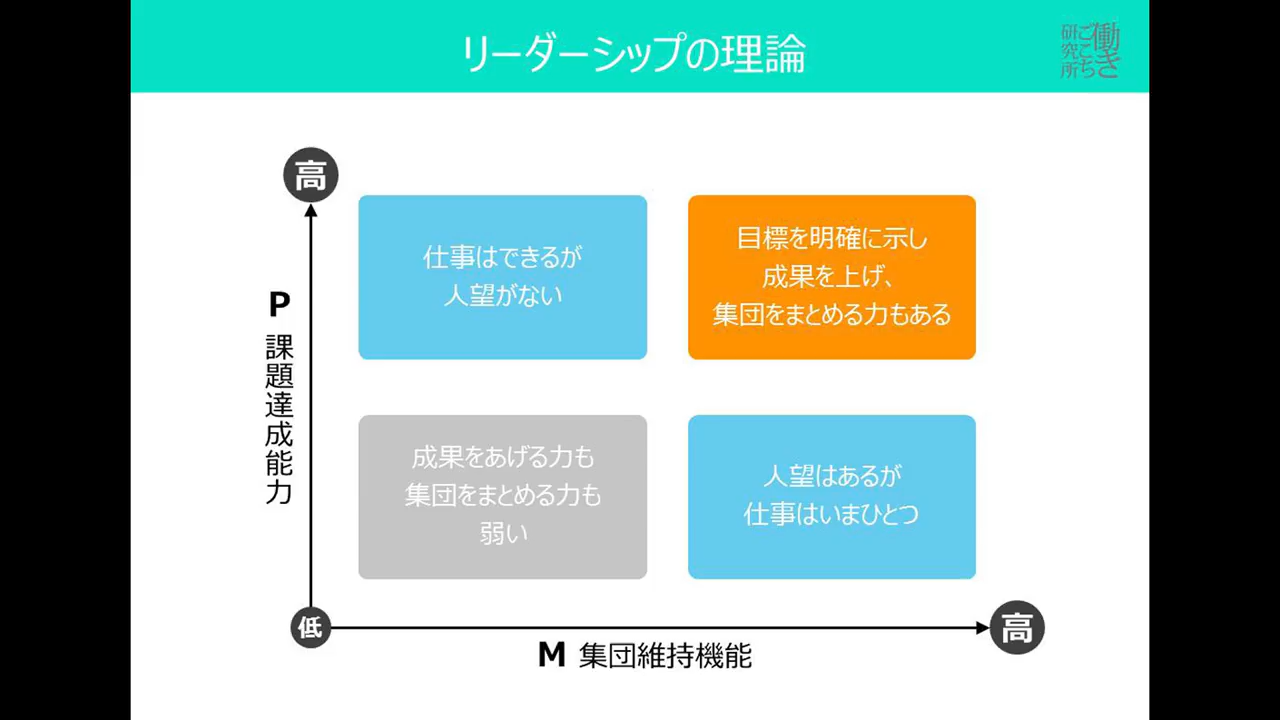 リーダーシップの理論
働き
ごこち
研究所
高
仕事はできるが
人望がない
目標を明確に示し
成果を上げ、
集団をまとめる力もある
P
課題達成能力
成果をあげる力も
集団をまとめる力も
弱い
人望はあるが
仕事はいまひとつ
低
高
M 集団維持機能